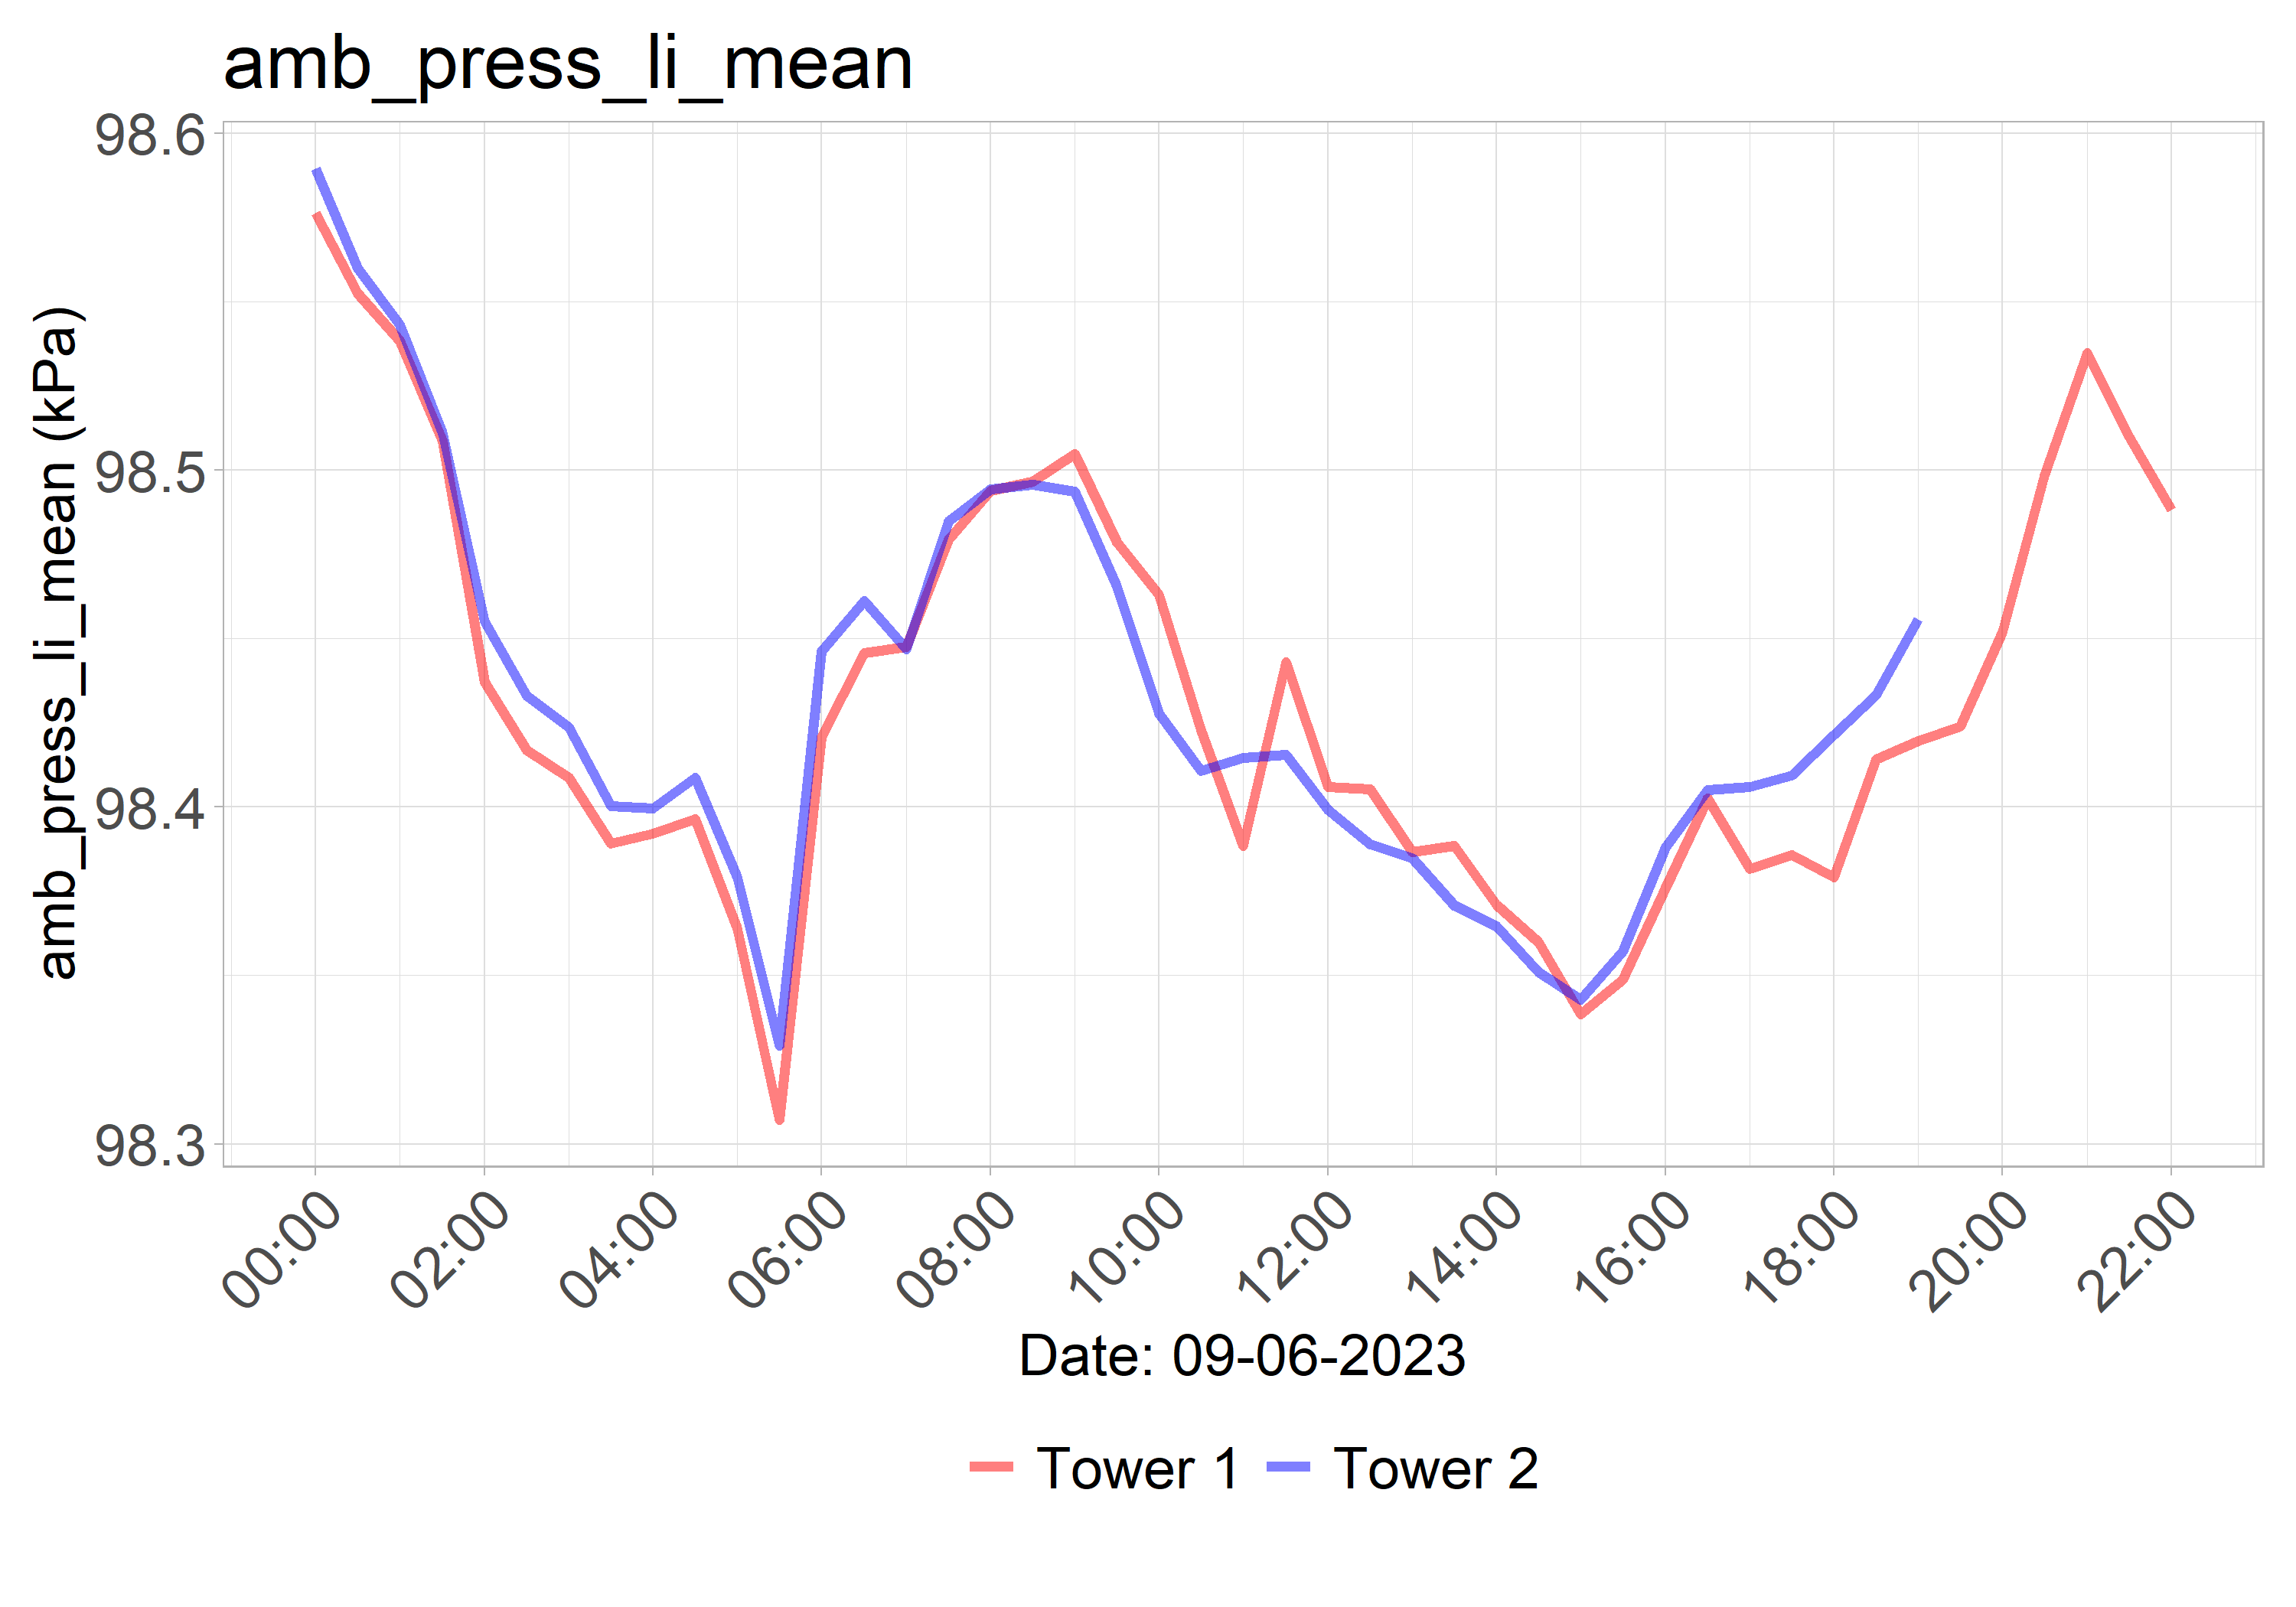 amb_press_li_mean
amb_press_li_mean (kPa)
98.6
98.5
98.4
98.3
00:00 02:00 04:00 06:00 08:00 10:00 12:00 14:00 16:00 18:00 20:00 22:00
Date: 09-06-2023
Tower 1 Tower 2